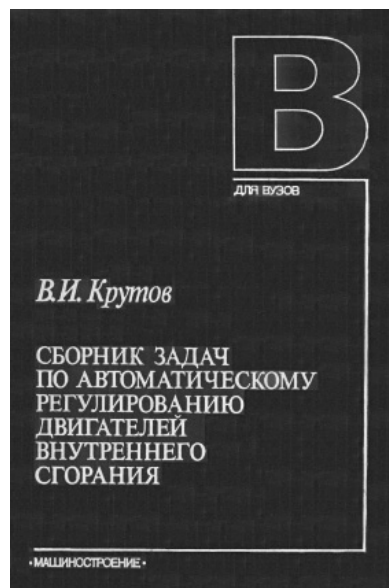 В
ДЛЯ ВУЗОВ
В.И. Крутов
СБОРНИК ЗАДАЧ
ПО АВТОМАТИЧЕСКОМУ
РЕГУЛИРОВАНИЮ
ДВИГАТЕЛЕЙ
ВНУТРЕННЕГО
СГОРАНИЯ
•МАШИНОСТРОЕНИЕ•